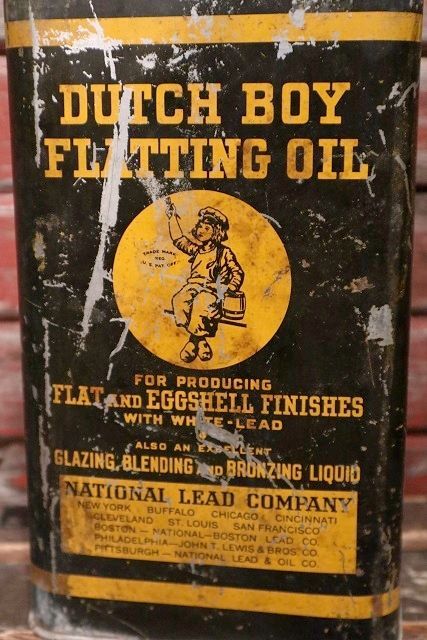 DUTCH BOY
FLATTING OIL
TRADE MARK
REG.
U.S. PAT. OFF.
FOR PRODUCING
FLAT AND EGGSHELL FINISHES
WITH WHITE-LEAD
ALSO AN EXCELLENT
GLAZING, BLENDING AND BRONZING LIQUID
NATIONAL LEAD COMPANY
NEW YORK BUFFALO CHICAGO CINCINNATI
CLEVELAND ST. LOUIS SAN FRANCISCO
BOSTON — NATIONAL-BOSTON LEAD CO.
PHILADELPHIA—JOHN T. LEWIS & BROS. CO.
PITTSBURGH — NATIONAL LEAD & OIL CO.